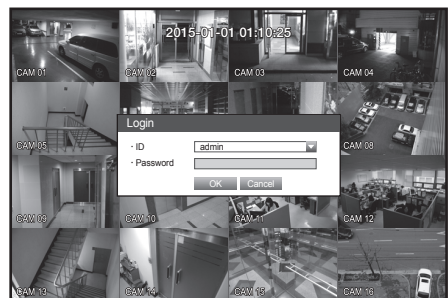 2015-01-01 01:10:25
CAM 01
CAM 02
CAM 03
CAM 04
CAM 05
CAM 08
Login
· ID
admin
· Password
OK
Cancel
CAM 09
CAM 10
CAM 11
CAM 12
CAM 13
CAM 14
CAM 15
CAM 16